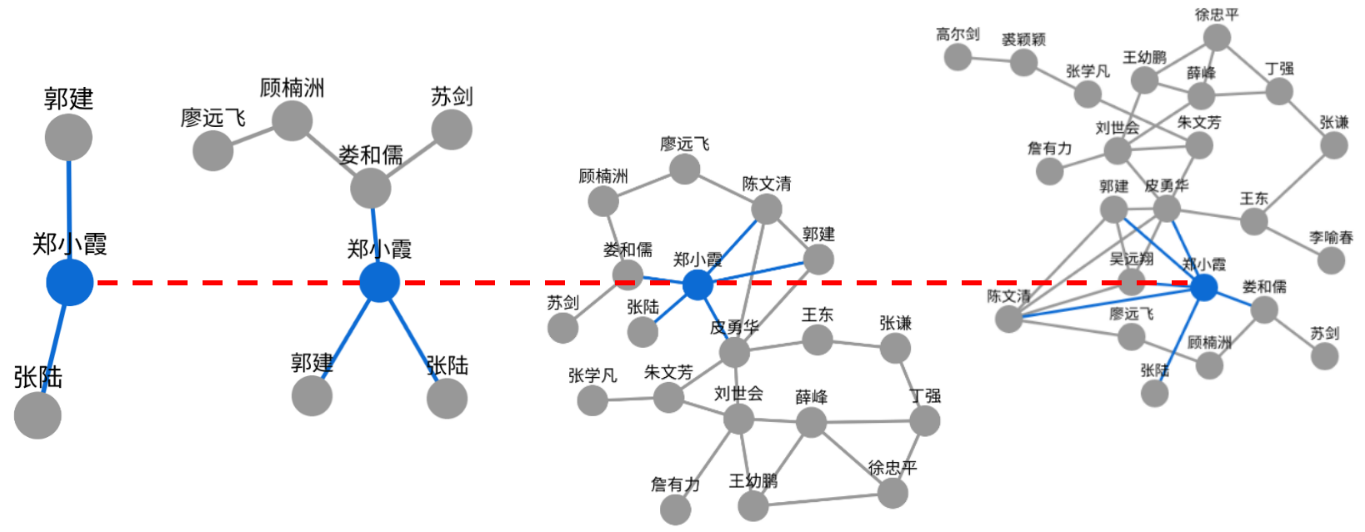 郭建
郑小霞
张陆
顾楠洲
廖远飞
苏剑
娄和儒
郑小霞
郭建
张陆
廖远飞
顾楠洲
陈文清
郭建
娄和儒
郑小霞
苏剑
张陆
皮勇华
王东
张谦
张学凡
朱文芳
刘世会
薛峰
丁强
詹有力
王幼鹏
徐忠平
徐忠平
高尔剑
裘颖颖
王幼鹏
张学凡
薛峰
丁强
刘世会
朱文芳
张谦
詹有力
郭建
皮勇华
王东
李喻春
吴远翔
郑小霞
陈文清
娄和儒
廖远飞
顾楠洲
苏剑
张陆